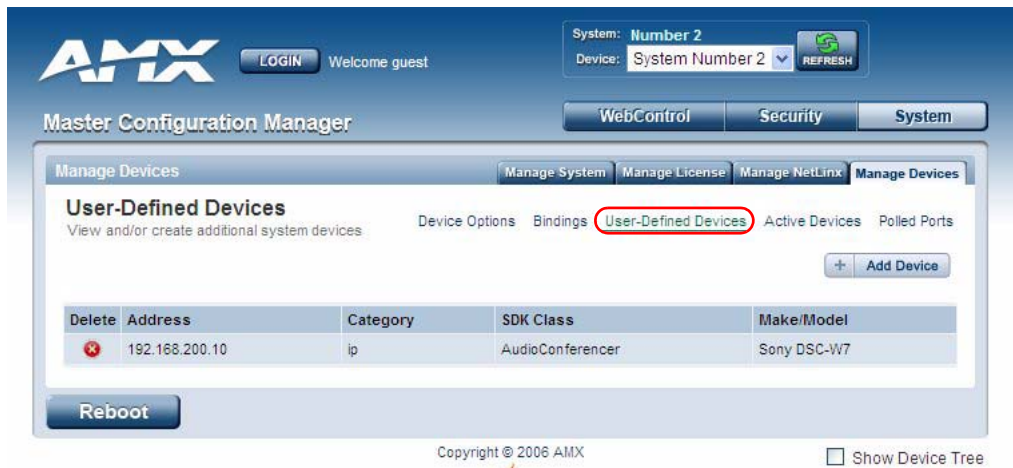 AMX
LOGIN Welcome guest
System: Number 2
Device: System Number 2 REFRESH
Master Configuration Manager
WebControl Security System
Manage Devices
Manage System Manage License Manage NetLinx Manage Devices
User-Defined Devices
View and/or create additional system devices
Device Options Bindings User-Defined Devices Active Devices Polled Ports
+ Add Device
Delete Address Category SDK Class Make/Model
192.168.200.10 ip AudioConferencer Sony DSC-W7
Reboot
Copyright © 2006 AMX
Show Device Tree